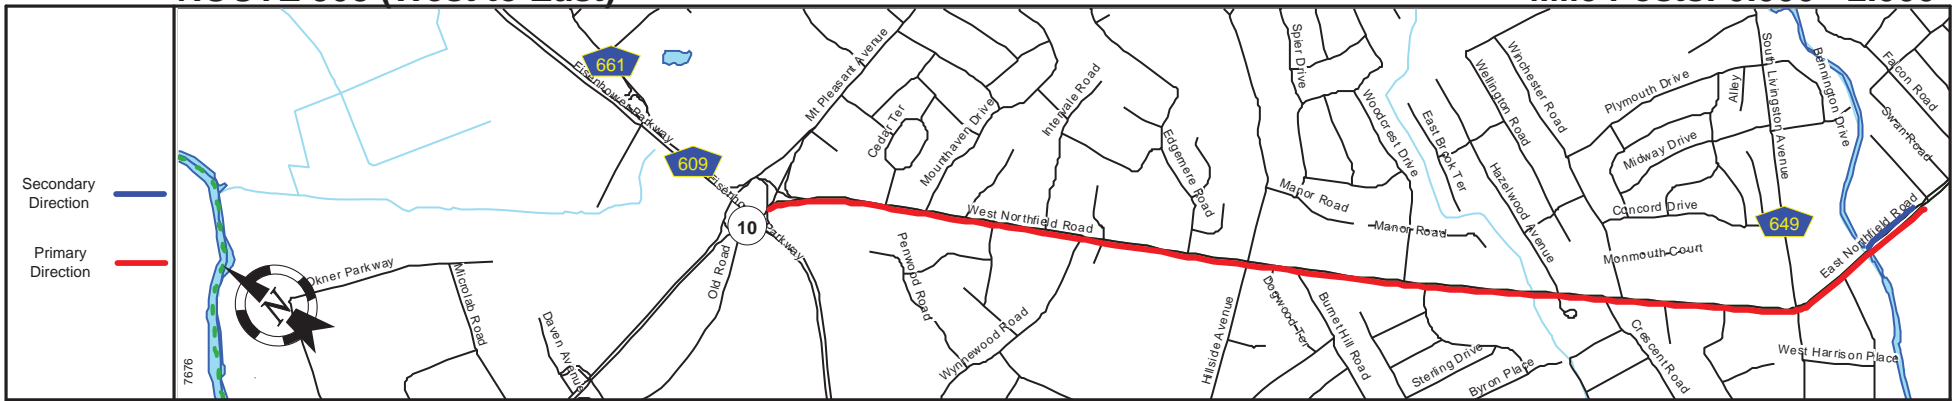 Secondary
Direction
Primary
Direction
661
Eisenhower Parkway
609
10
Parkway
Mt Pleasant Avenue
Cedar Ter
Mounthaven Drive
Intervale Road
Edgemere Road
West Northfield Road
Spier Drive
Woodcrest Drive
East Brook Ter
Manor Road
Manor Road
Wellington Road
Winchester Road
Hazelwood Avenue
Plymouth Drive
Alley
Midway Drive
Concord Drive
Monmouth Court
South Livingston Avenue
Bennington Drive
Falcon Road
Swan Road
649
East Northfield Road
West Harrison Place
Crescent Road
Byron Place
Sterling Drive
Burnet Hill Road
Dogwood Ter
Hillside Avenue
Wynnewood Road
Penwood Road
Old Road
Daven Avenue
Microlab Road
Okner Parkway
N
7676